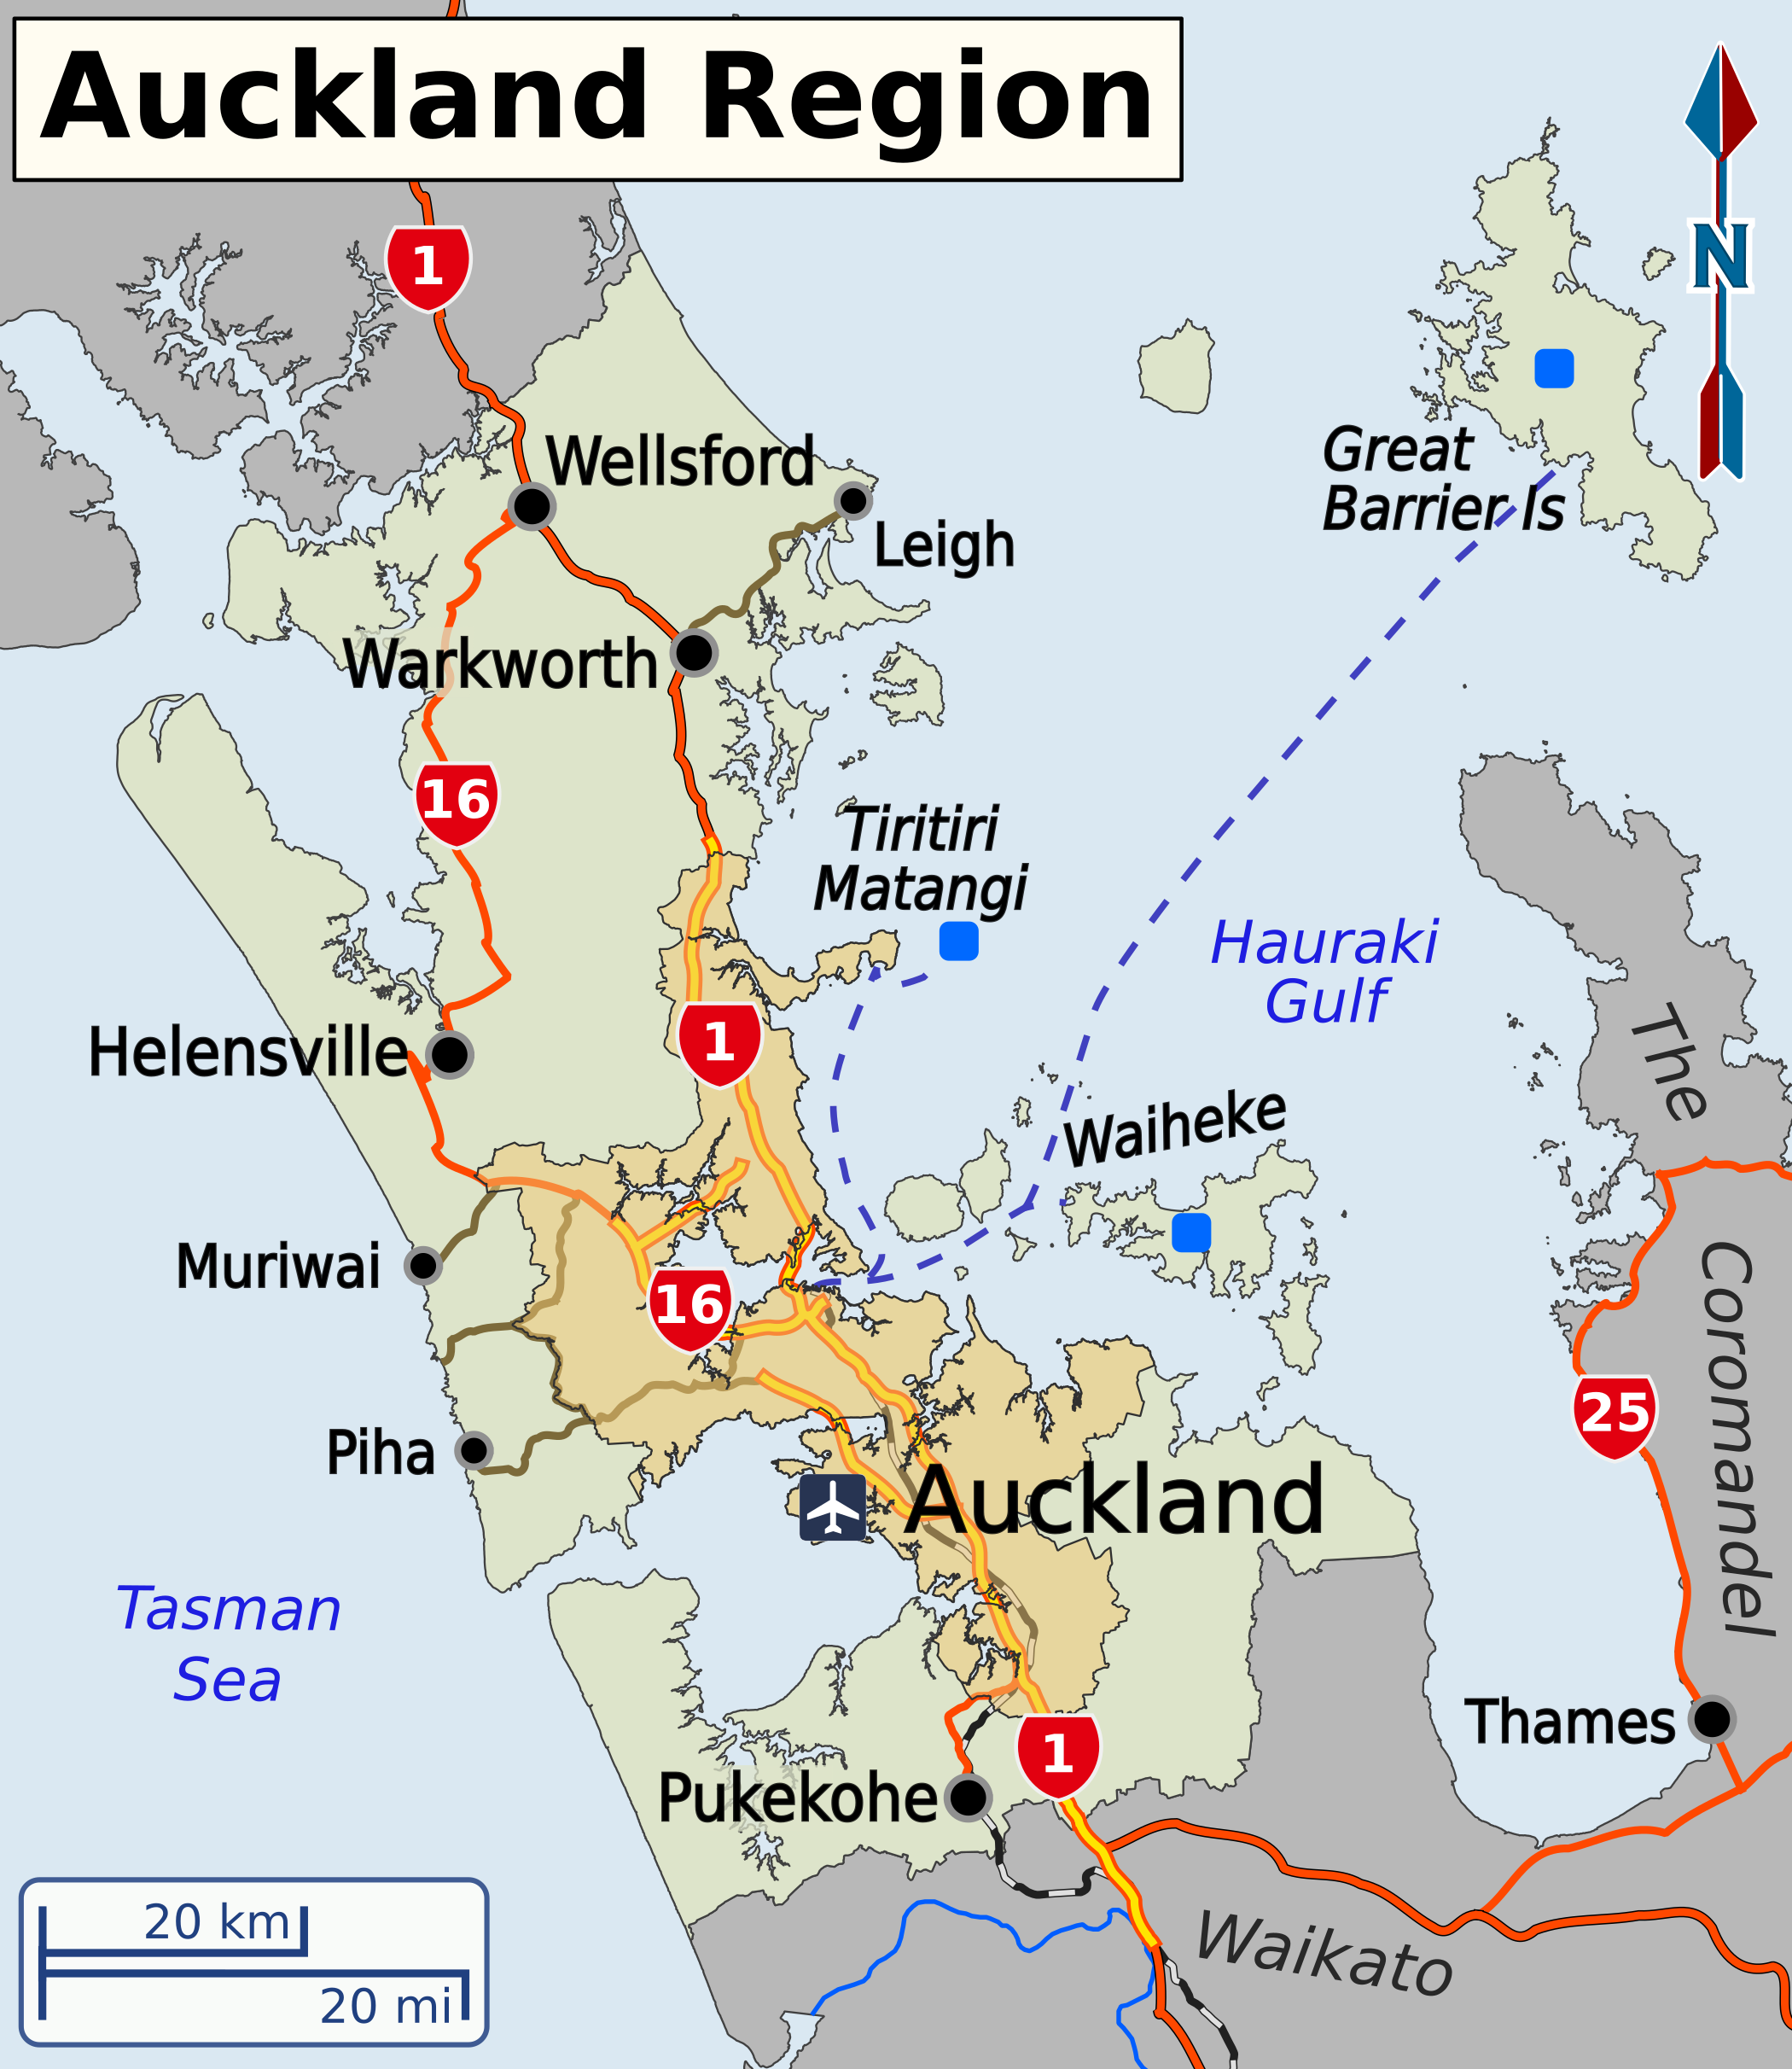 Auckland Region
N
1
Wellsford
Great
Barrier Is
Leigh
Warkworth
16
Tiritiri
Matangi
Hauraki
Gulf
The
Helensville
1
Waiheke
Muriwai
16
Coromandel
25
Piha
Auckland
Tasman
Sea
Thames
1
Pukekohe
20 km
Waikato
20 mi